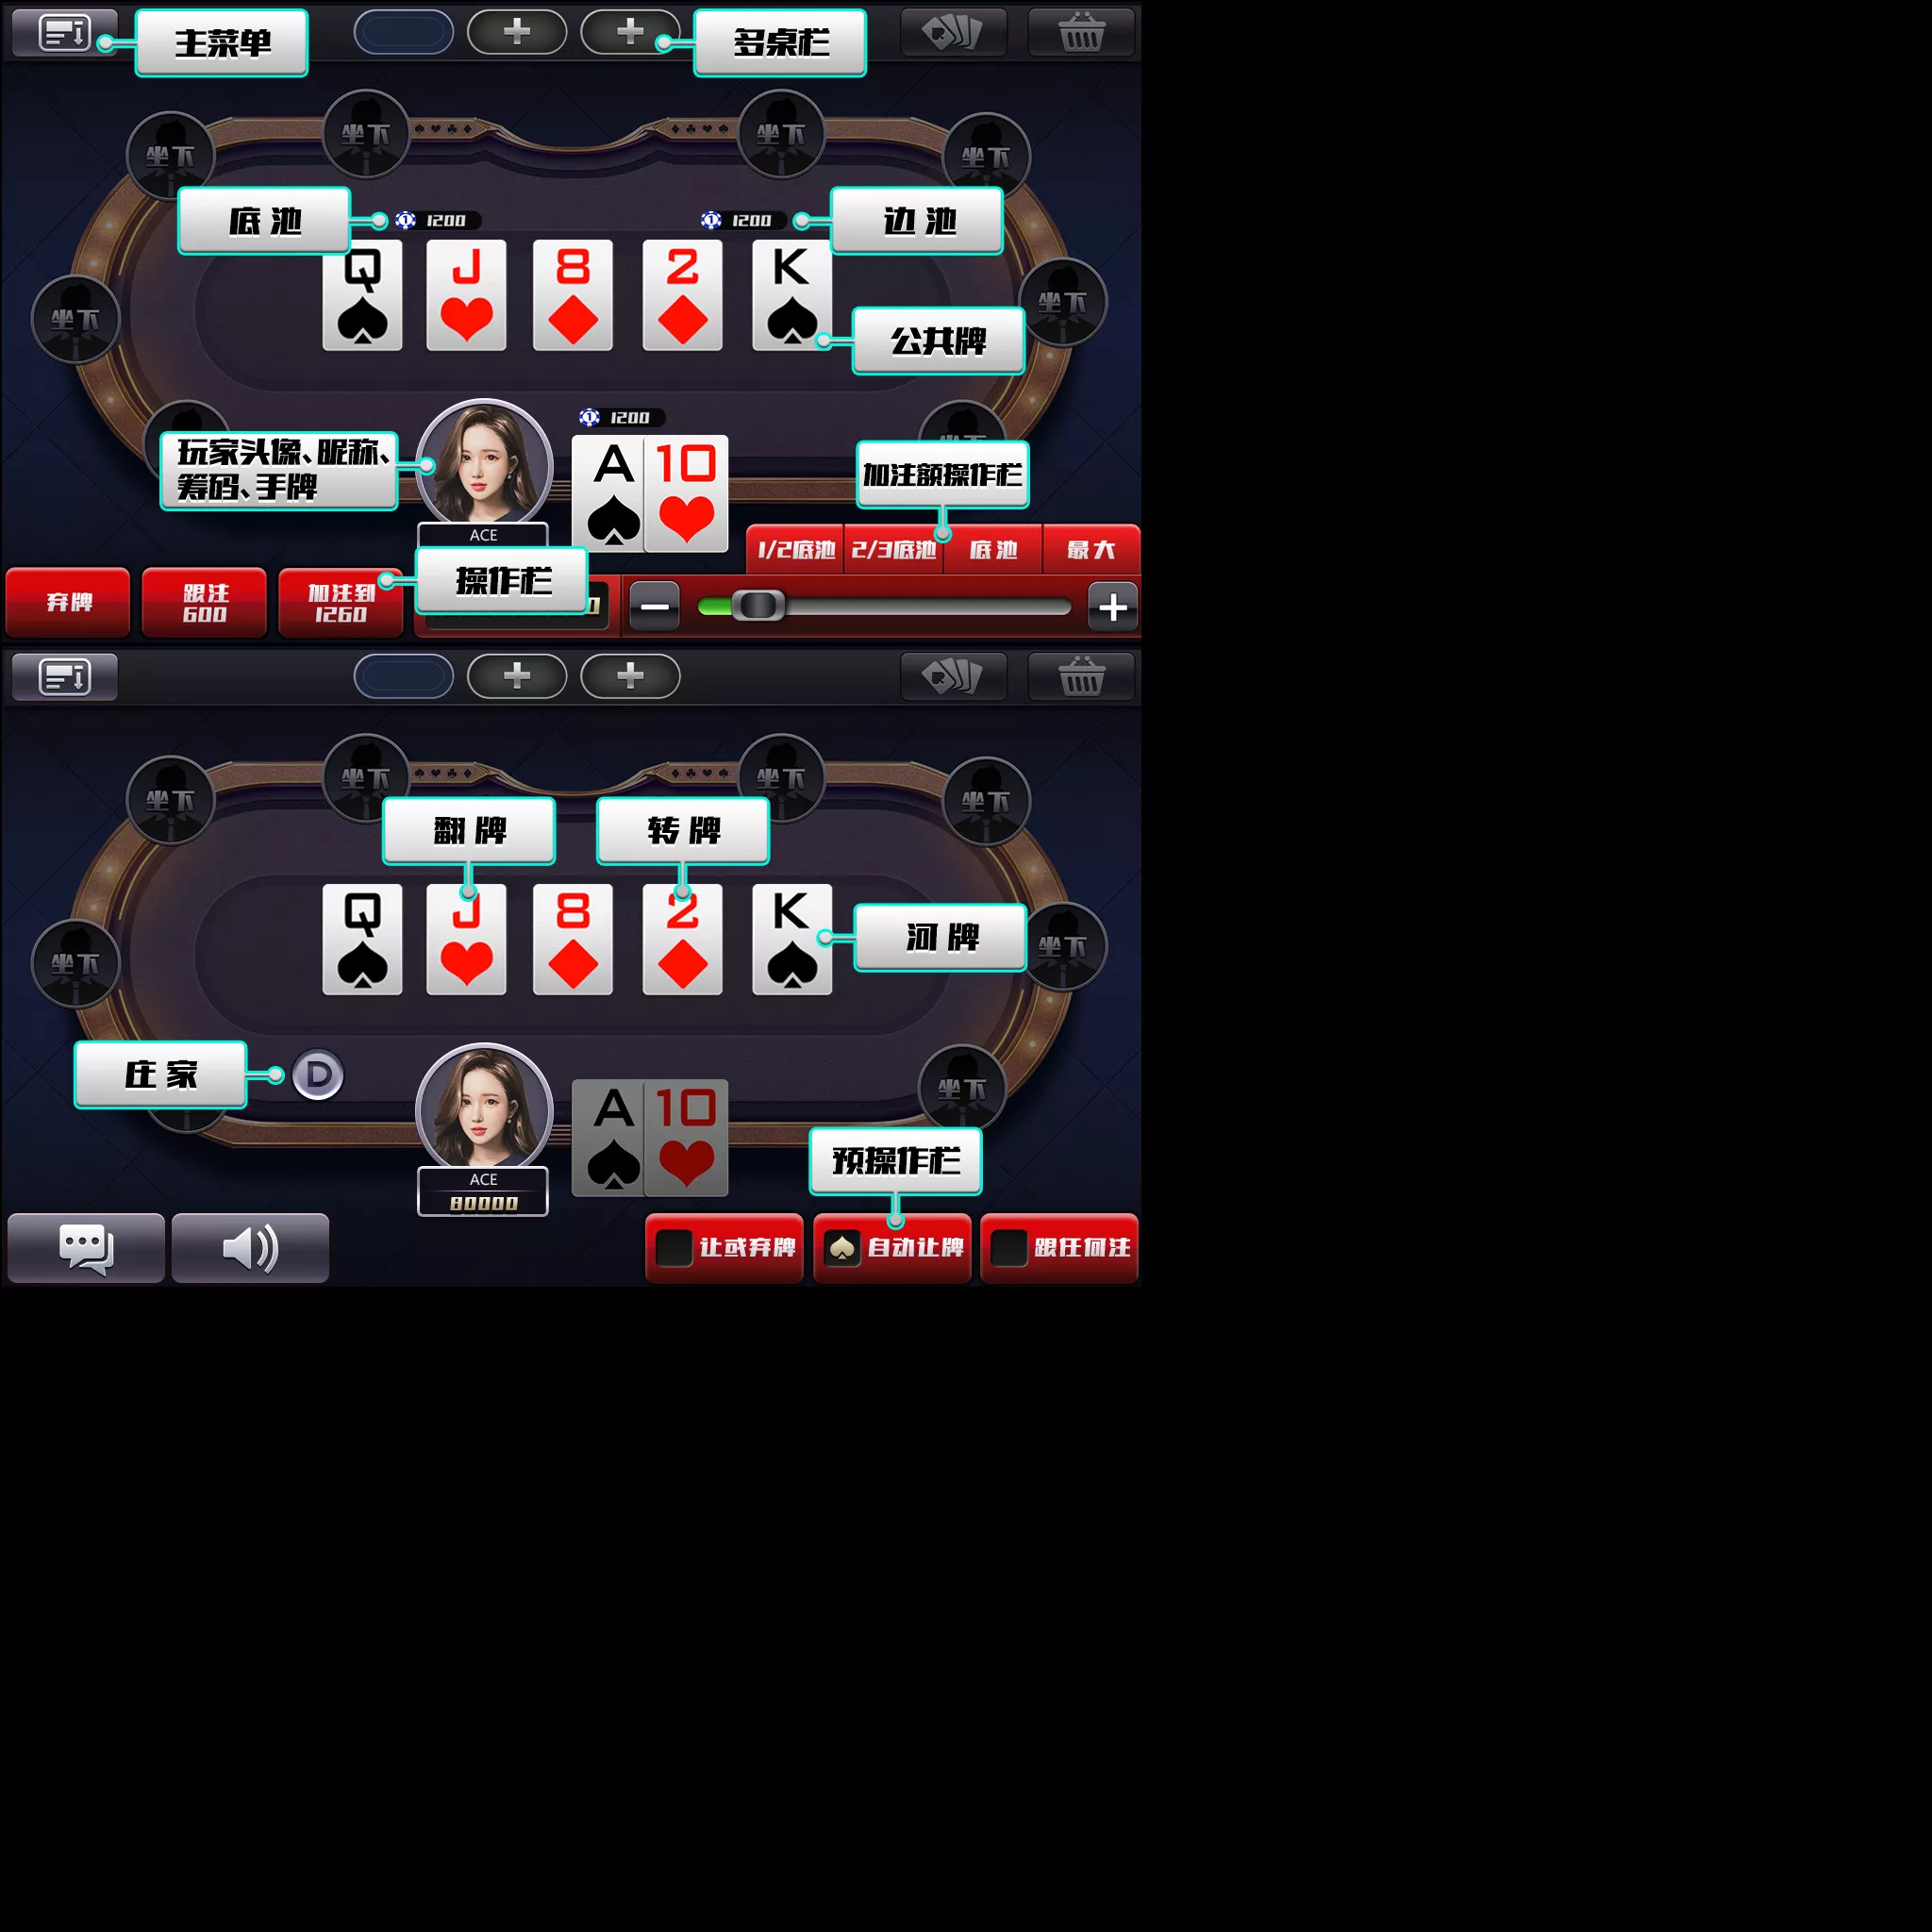 主菜单
多桌栏
坐下
坐下
坐下
坐下
底池
1200
1200
边池
Q
J
8
2
K
坐下
坐下
公共牌
1200
玩家头像、昵称、
筹码、手牌
A
10
加注额操作栏
ACE
1/2底池
2/3底池
底池
最大
操作栏
弃牌
跟注
600
加注到
1260
0
坐下
坐下
坐下
坐下
翻牌
转牌
Q
J
8
2
K
河牌
坐下
坐下
庄家
D
坐下
A
10
预操作栏
ACE
80000
让或弃牌
自动让牌
跟任何注